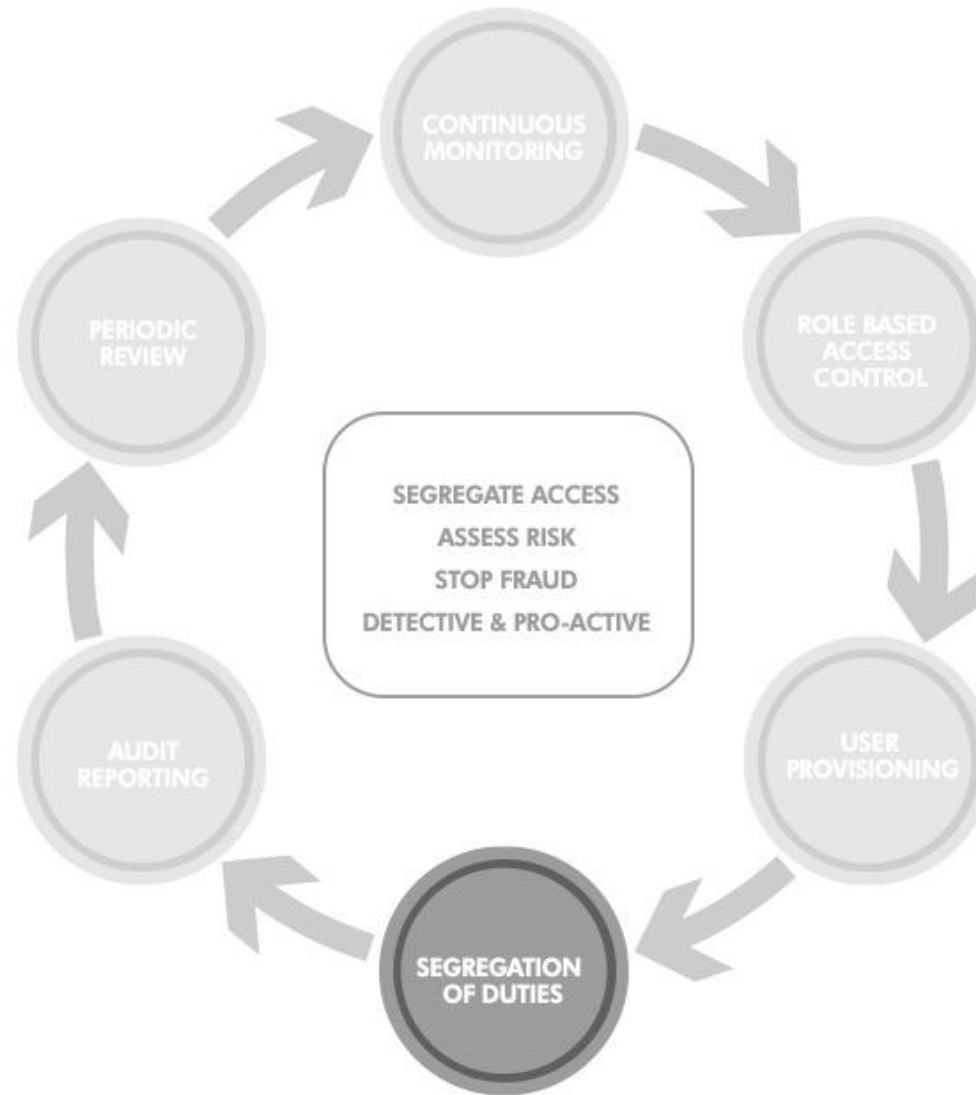 CONTINUOUS
MONITORING
ROLE BASED
ACCESS
CONTROL
USER
PROVISIONING
SEGREGATION
OF DUTIES
AUDIT
REPORTING
PERIODIC
REVIEW
SEGREGATE ACCESS
ASSESS RISK
STOP FRAUD
DETECTIVE & PRO-ACTIVE